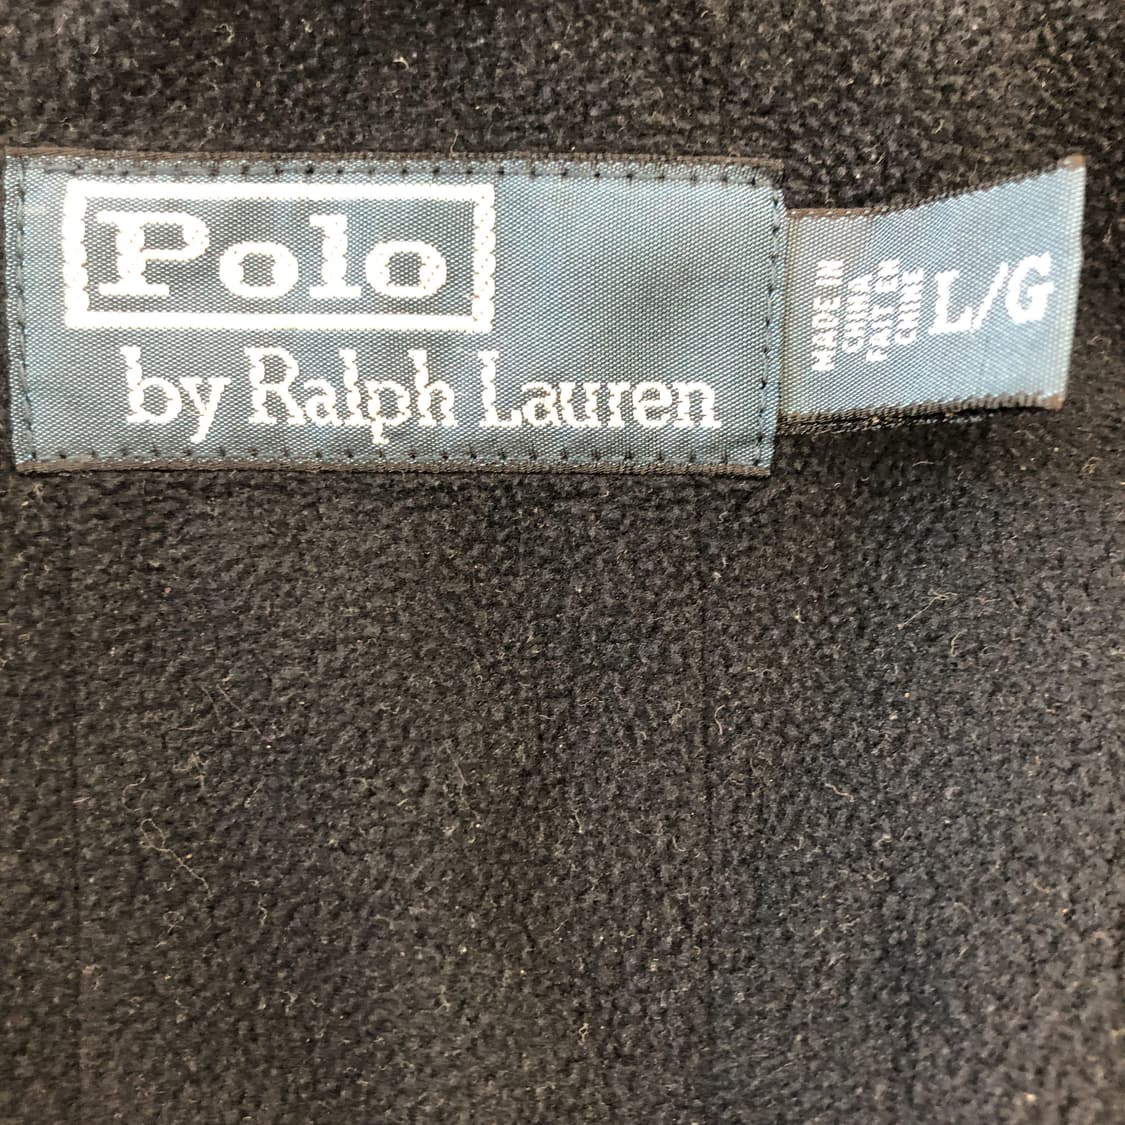 Polo
by Ralph Lauren
MADE IN
CHINA
FAIT EN
CHINE
L/G